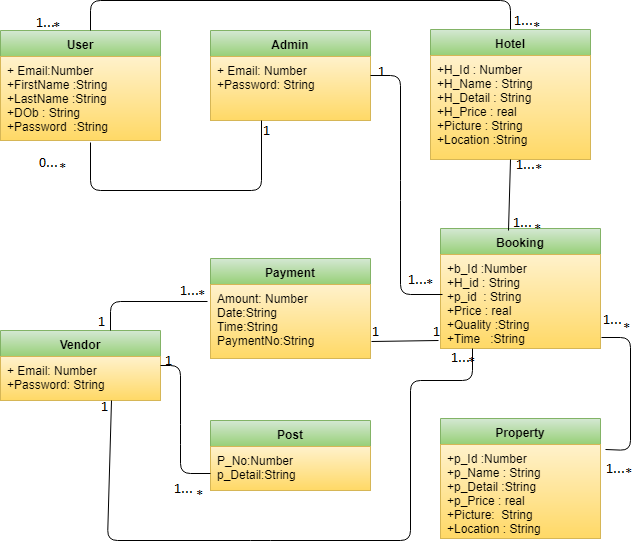 1...*
1...*
User
+ Email:Number
+FirstName :String
+LastName :String
+DOb : String
+Password :String
0...*
Admin
+ Email: Number
+Password: String
1
1
Hotel
+H_Id : Number
+H_Name : String
+H_Detail : String
+H_Price : real
+Picture : String
+Location :String
1...*
1...*
Booking
+b_Id :Number
+H_id : String
+p_id : String
+Price : real
+Quality :String
+Time :String
1...*
1
1...*
1...*
Payment
Amount: Number
Date:String
Time:String
PaymentNo:String
1...*
1
1
Vendor
+ Email: Number
+Password: String
1
1
Post
P_No:Number
p_Detail:String
1...*
Property
+p_Id :Number
+p_Name : String
+p_Detail :String
+p_Price : real
+Picture: String
+Location : String
1...*